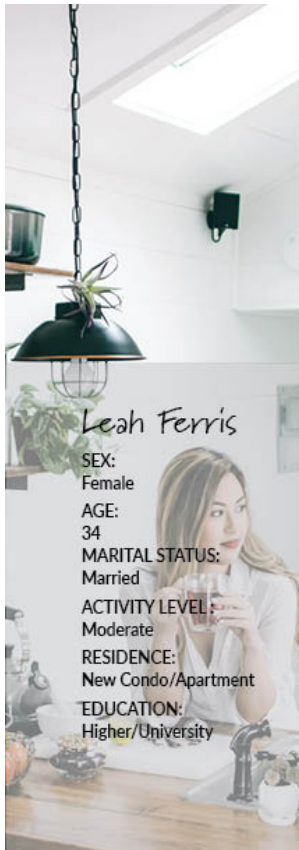 Leah Ferris
SEX:
Female
AGE:
34
MARITAL STATUS:
Married
ACTIVITY LEVEL :
Moderate
RESIDENCE:
New Condo/Apartment
EDUCATION:
Higher/University